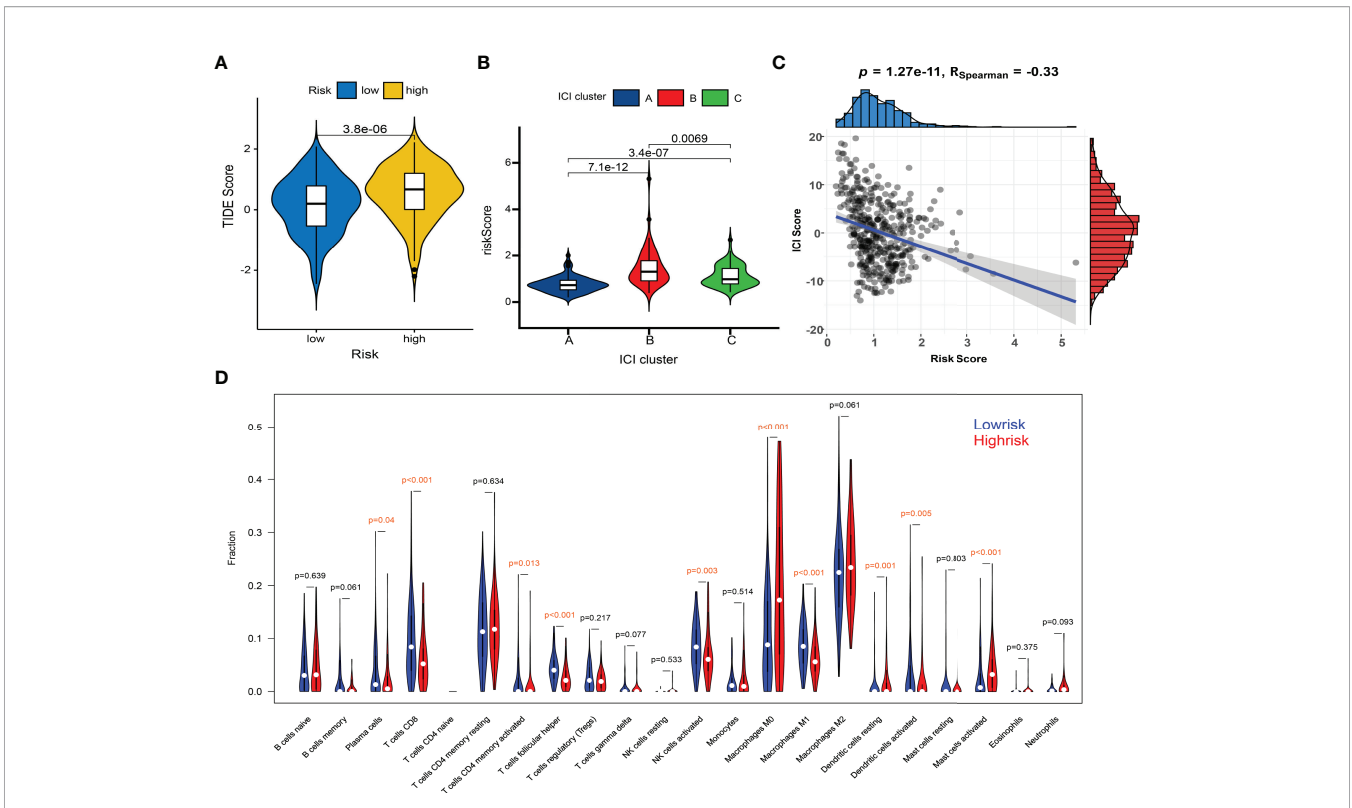 A
Risk low high
3.8e-06
TIDE Score
2
0
-2
low high
Risk
B
ICI cluster A B C
0.0069
3.4e-07
7.1e-12
riskScore
6
4
2
0
A B C
ICI cluster
C
p = 1.27e-11, RSpearman = -0.33
ICI Score
20
10
0
-10
-20
0 1 2 3 4 5
Risk Score
D
Lowrisk
Highrisk
Fraction
0.4
0.3
0.2
0.1
0.0
p=0.639
p=0.061
p=0.04
p<0.001
p=0.634
p=0.013
p<0.001
p=0.217
p=0.077
p=0.533
p=0.003
p=0.514
p<0.001
p<0.001
p=0.061
p=0.001
p=0.005
p=0.803
p<0.001
p=0.375
p=0.093
B cells naive
B cells memory
Plasma cells
T cells CD8
T cells CD4 naive
T cells CD4 memory resting
T cells CD4 memory activated
T cells follicular helper
T cells regulatory (Tregs)
T cells gamma delta
NK cells resting
NK cells activated
Monocytes
Macrophages M0
Macrophages M1
Macrophages M2
Dendritic cells resting
Dendritic cells activated
Mast cells resting
Mast cells activated
Eosinophils
Neutrophils